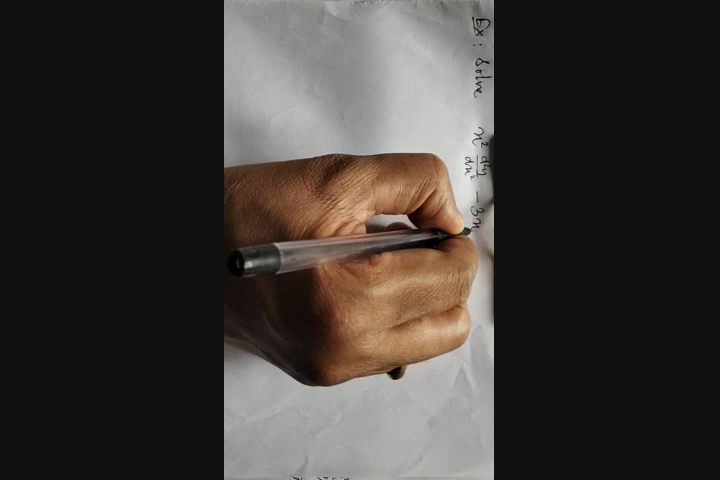 Ex: Solve x² d²y/dx² - 3x